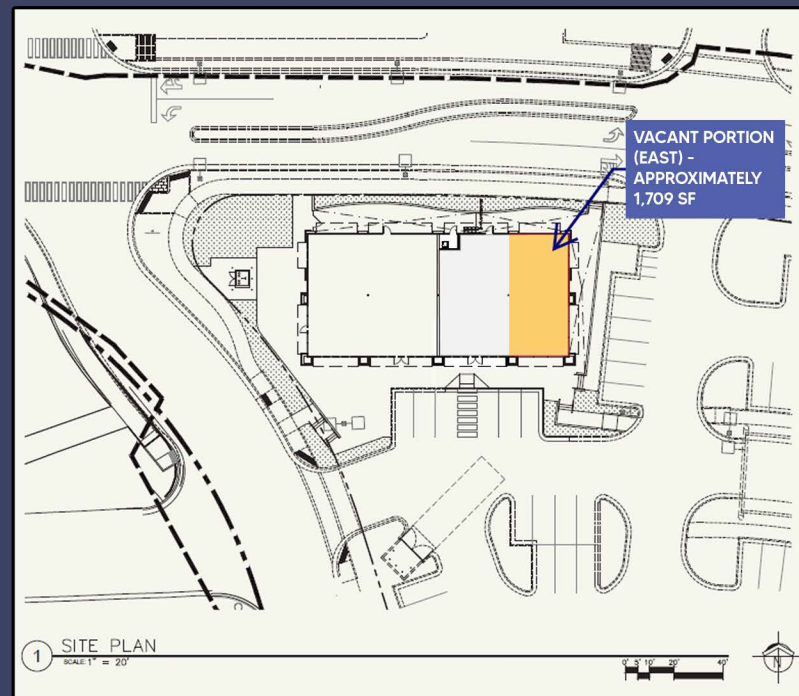 VACANT PORTION
(EAST) -
APPROXIMATELY
1,709 SF
1
SITE PLAN
SCALE: 1" = 20'
0' 5' 10' 20' 40'
N